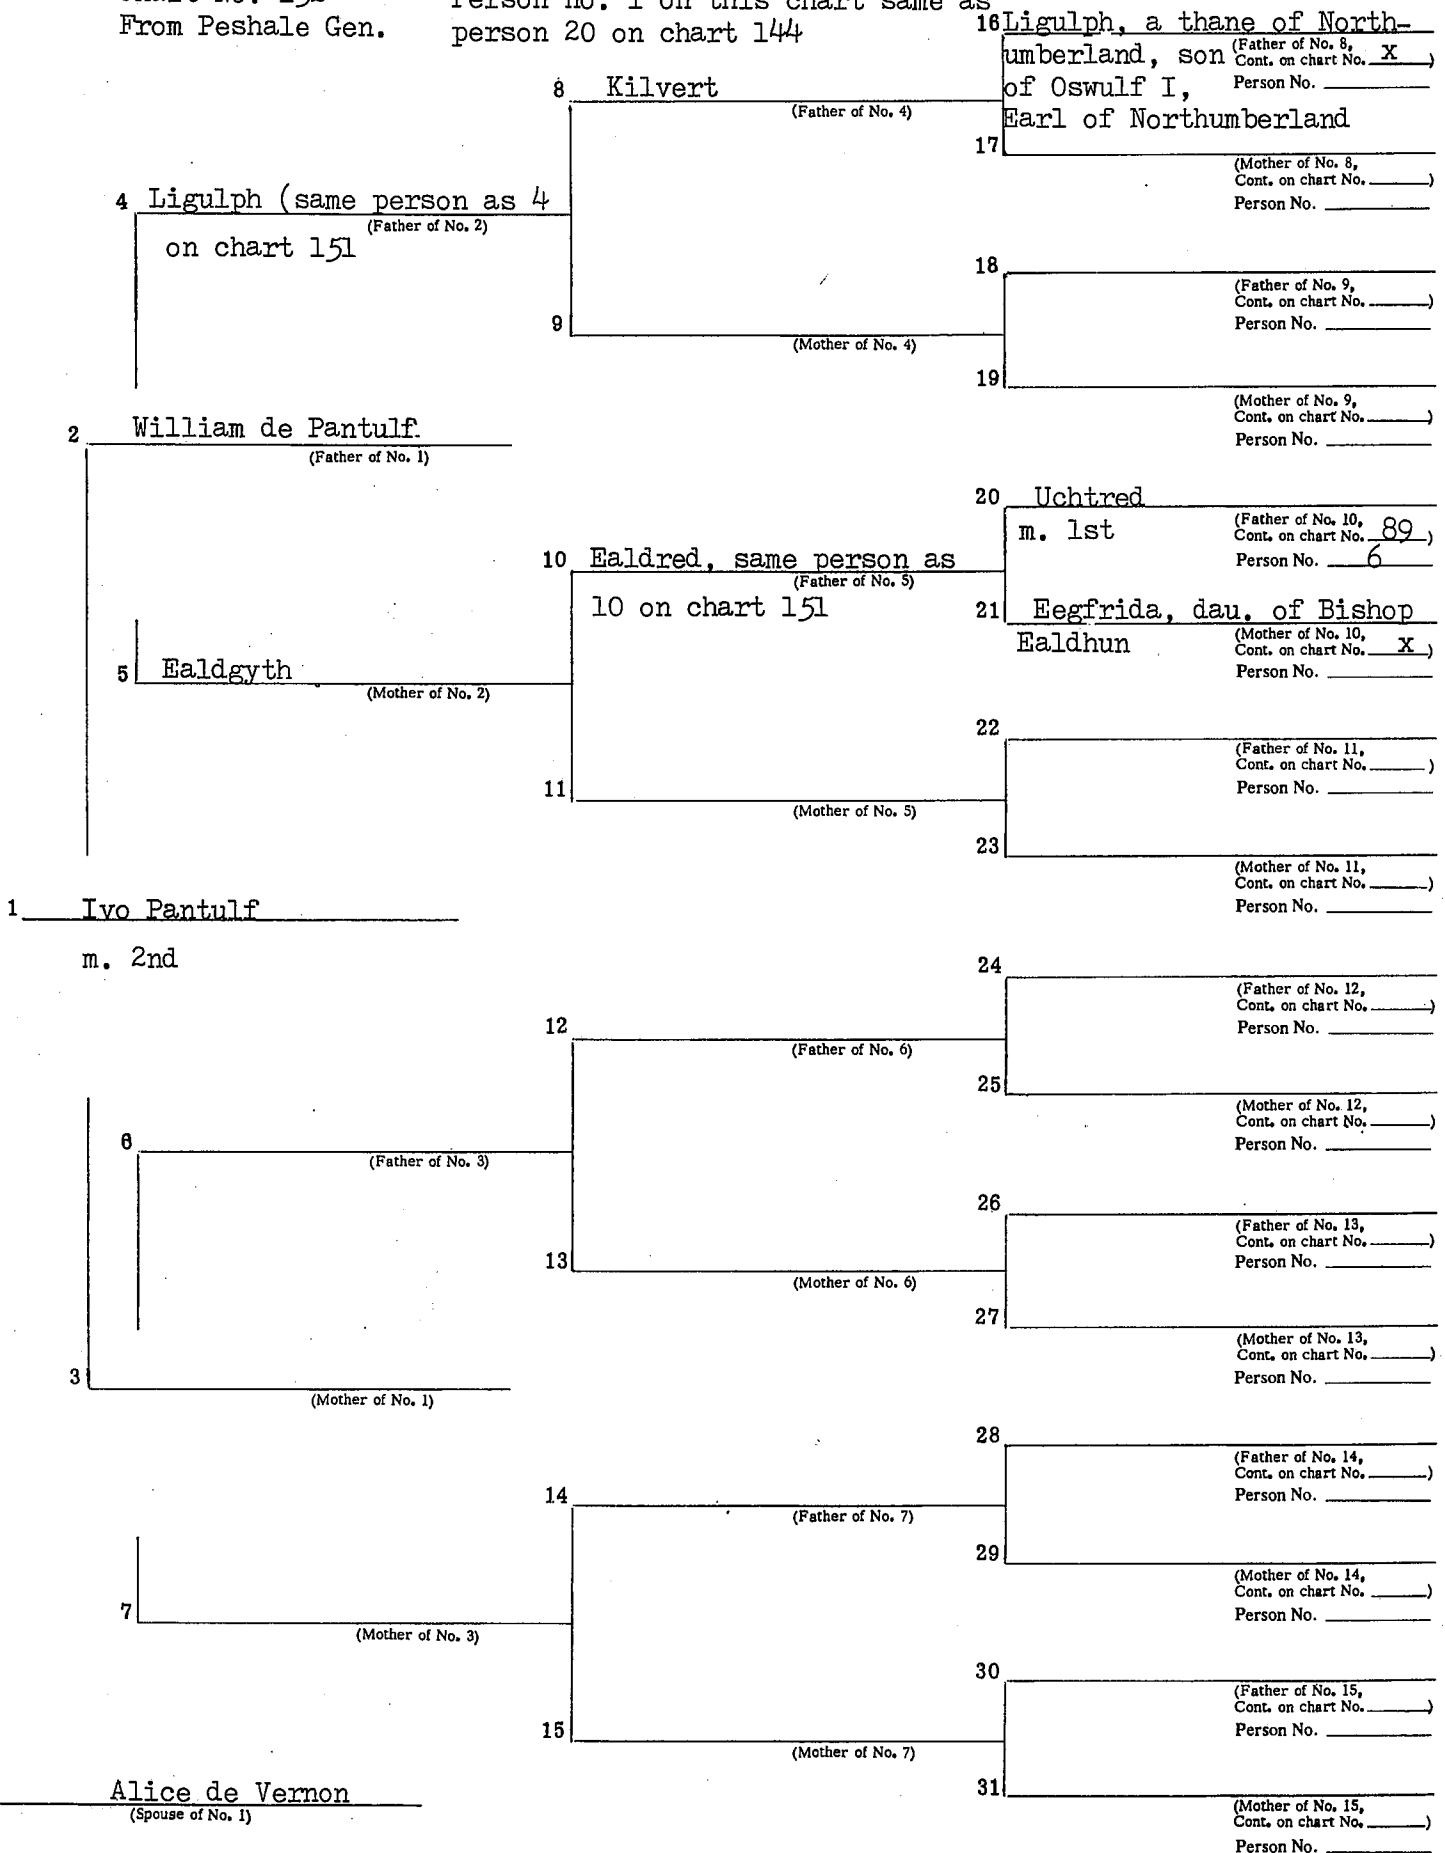 From Peshale Gen.
Person no. 1 on this chart same as
person 20 on chart 144
16 Ligulph, a thane of North-
umberland, son
of Oswulf I,
Earl of Northumberland
(Father of No. 8,
Cont. on chart No. X )
Person No.
8 Kilvert
(Father of No. 4)
17
(Mother of No. 8,
Cont. on chart No. )
Person No.
4 Ligulph (same person as 4
(Father of No. 2)
on chart 151
18
(Father of No. 9,
Cont. on chart No. )
Person No.
9
(Mother of No. 4)
19
(Mother of No. 9,
Cont. on chart No. )
Person No.
2 William de Pantulf
(Father of No. 1)
20 Uchtred
m. 1st
(Father of No. 10,
Cont. on chart No. 89 )
Person No. 6
10 Ealdred, same person as
(Father of No. 5)
10 on chart 151
21 Eegfrida, dau. of Bishop
Ealdhun
(Mother of No. 10,
Cont. on chart No. X )
Person No.
5 Ealdgyth
(Mother of No. 2)
22
(Father of No. 11,
Cont. on chart No. )
Person No.
11
(Mother of No. 5)
23
(Mother of No. 11,
Cont. on chart No. )
Person No.
1 Ivo Pantulf
m. 2nd
24
(Father of No. 12,
Cont. on chart No. )
Person No.
12
(Father of No. 6)
25
(Mother of No. 12,
Cont. on chart No. )
Person No.
6
(Father of No. 3)
26
(Father of No. 13,
Cont. on chart No. )
Person No.
13
(Mother of No. 6)
27
(Mother of No. 13,
Cont. on chart No. )
Person No.
3
(Mother of No. 1)
28
(Father of No. 14,
Cont. on chart No. )
Person No.
14
(Father of No. 7)
29
(Mother of No. 14,
Cont. on chart No. )
Person No.
7
(Mother of No. 3)
30
(Father of No. 15,
Cont. on chart No. )
Person No.
15
(Mother of No. 7)
31
(Mother of No. 15,
Cont. on chart No. )
Person No.
Alice de Vernon
(Spouse of No. 1)